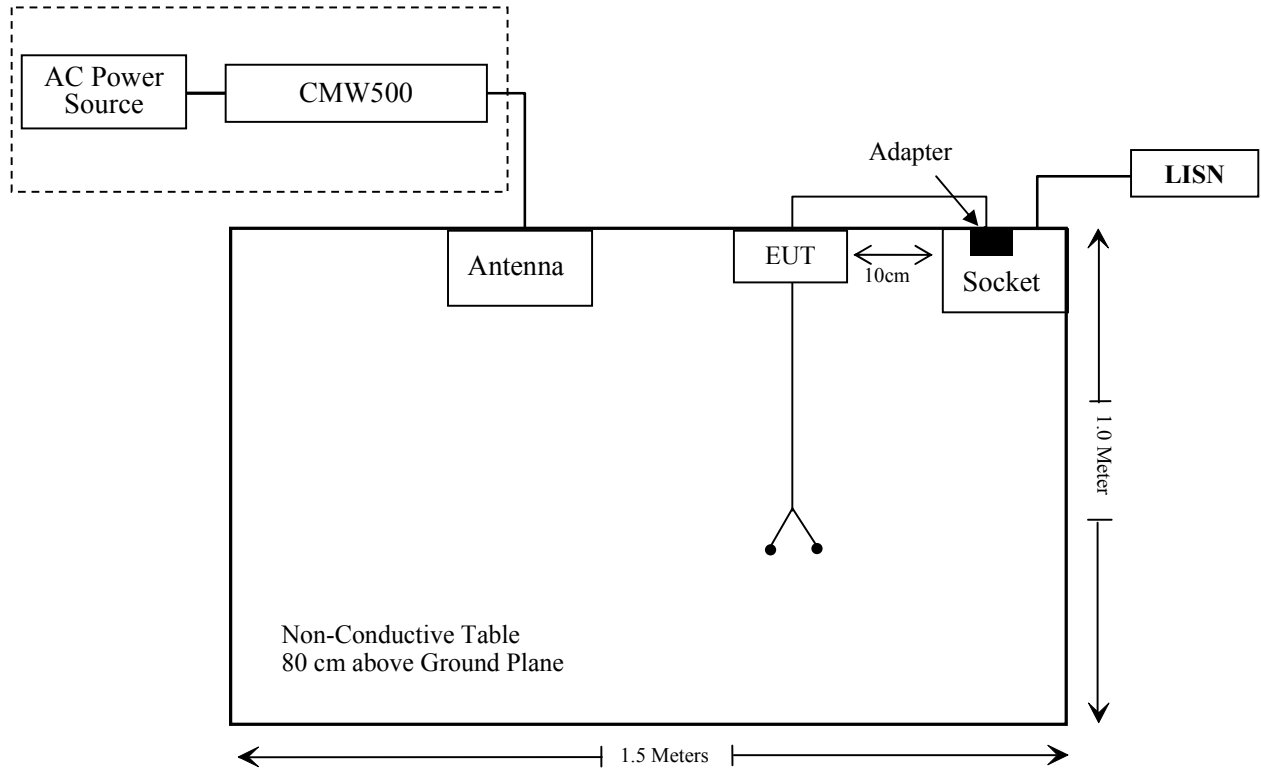 AC Power
Source
CMW500
Adapter
LISN
Antenna
EUT
10cm
Socket
1.0 Meter
Non-Conductive Table
80 cm above Ground Plane
1.5 Meters